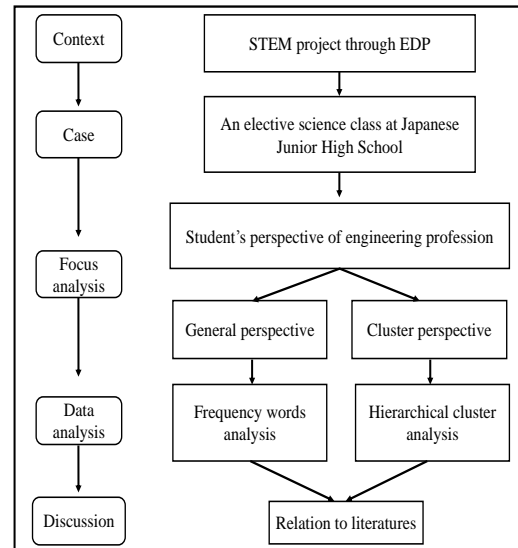 Context
STEM project through EDP
Case
An elective science class at Japanese
Junior High School
Student's perspective of engineering profession
Focus
analysis
General perspective
Cluster perspective
Data
analysis
Frequency words
analysis
Hierarchical cluster
analysis
Discussion
Relation to literatures